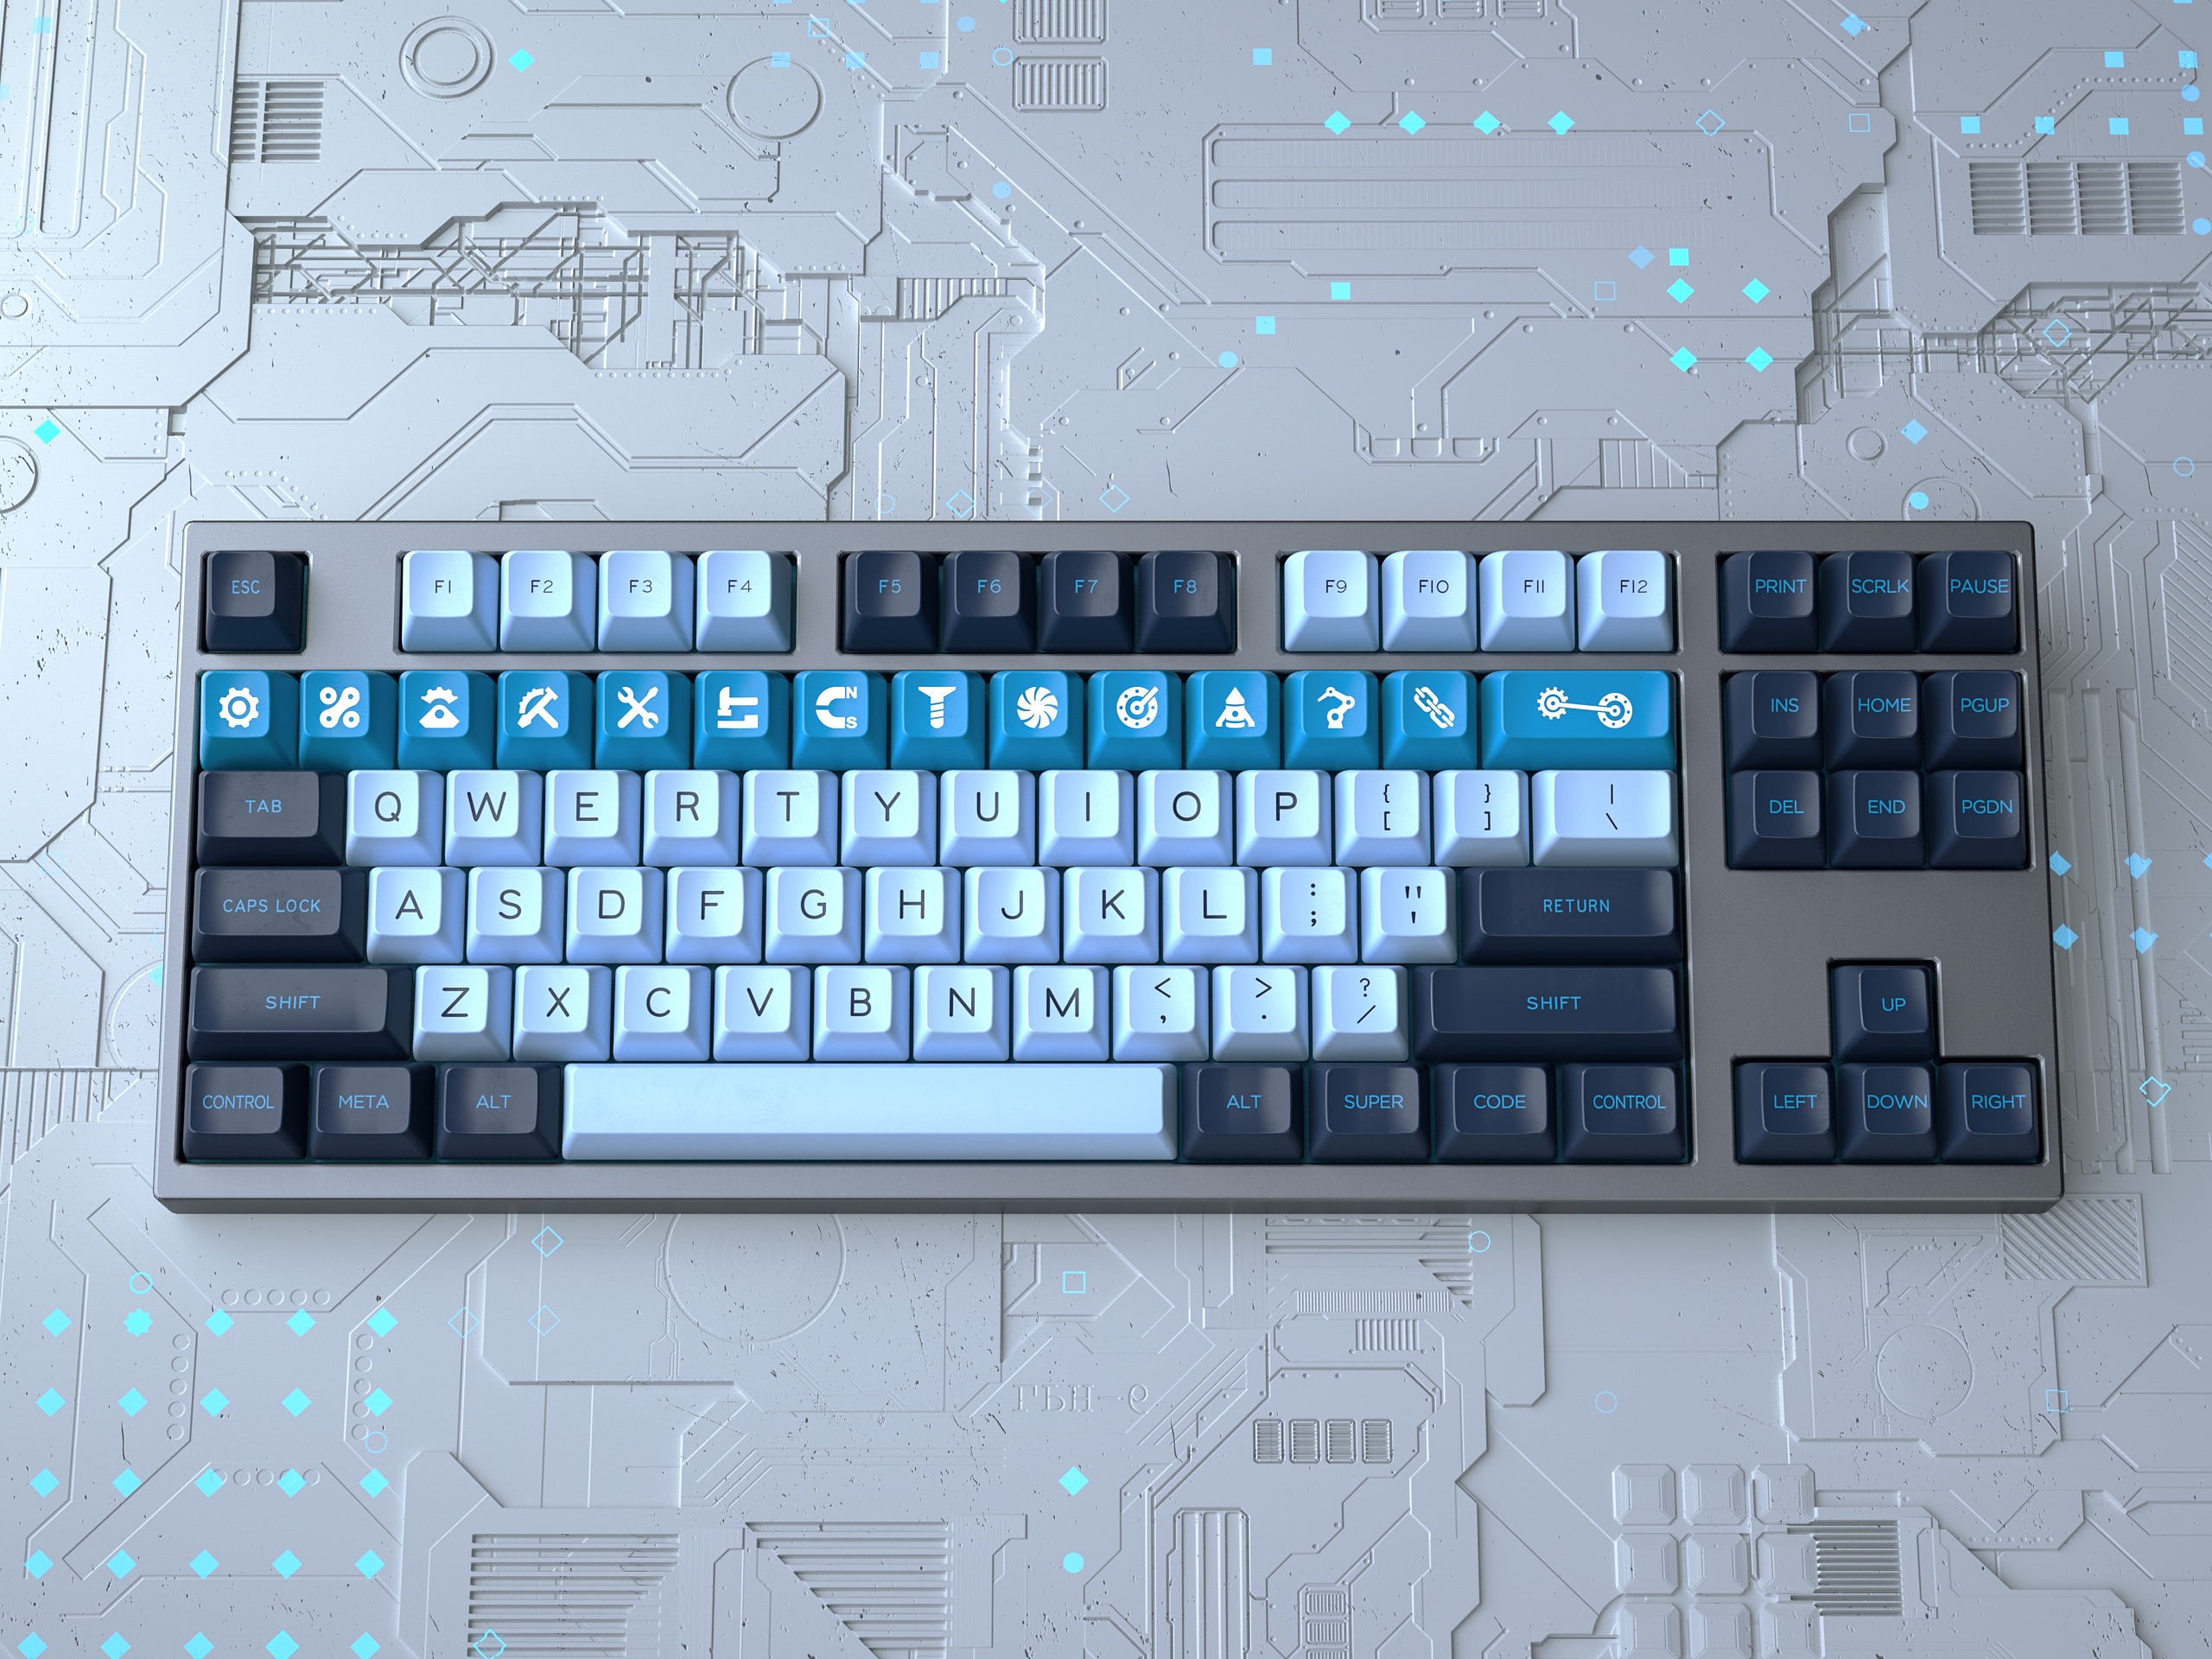 ESC F1 F2 F3 F4 F5 F6 F7 F8 F9 F10 F11 F12 PRINT SCRLK PAUSE
N S INS HOME PGUP
TAB Q W E R T Y U I O P { [ } ] | \ DEL END PGDN
CAPS LOCK A S D F G H J K L : ; " ' RETURN
SHIFT Z X C V B N M < , > . ? / SHIFT UP
CONTROL META ALT ALT SUPER CODE CONTROL LEFT DOWN RIGHT